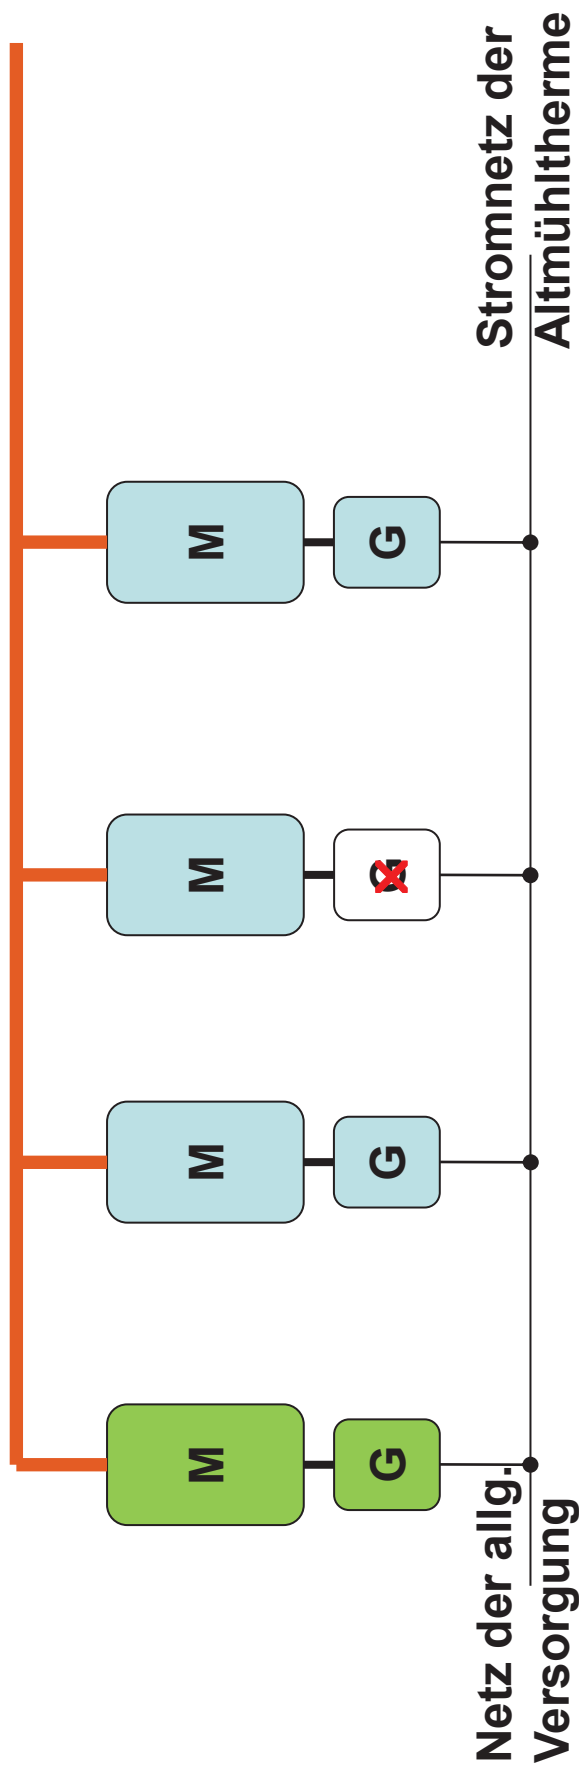 M
M
M
M
G
G
G
G
Netz der allg.
Versorgung
Stromnetz der
Altmühltherme